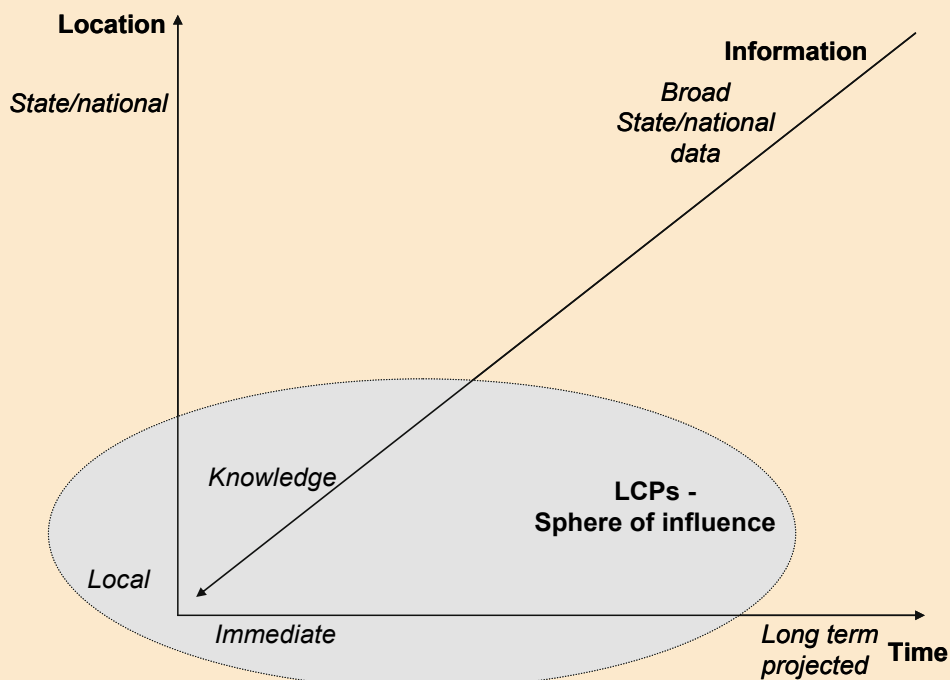 Location
Information
State/national
Broad
State/national
data
Knowledge
LCPs -
Sphere of influence
Local
Immediate
Long term
projected
Time